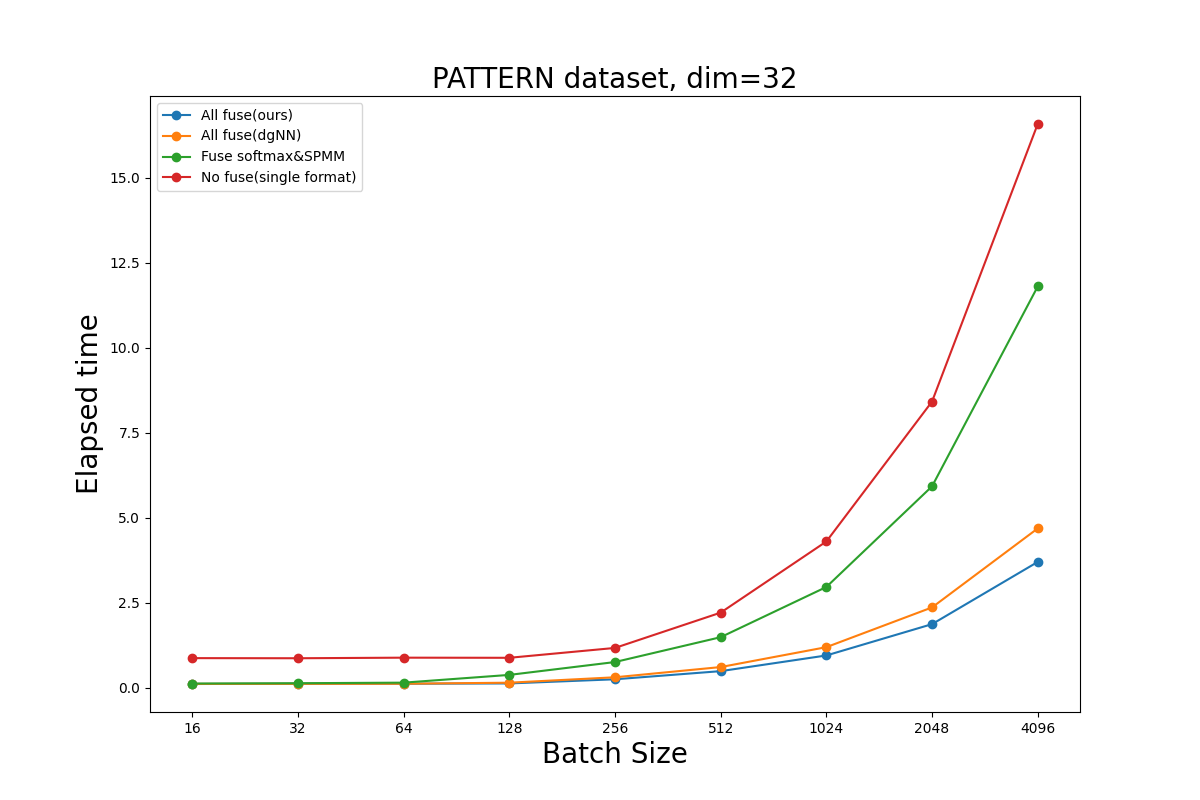 PATTERN dataset, dim=32
All fuse(ours)
All fuse(dgNN)
Fuse softmax&SPMM
No fuse(single format)
15.0
12.5
10.0
7.5
5.0
2.5
0.0
Elapsed time
16 32 64 128 256 512 1024 2048 4096
Batch Size